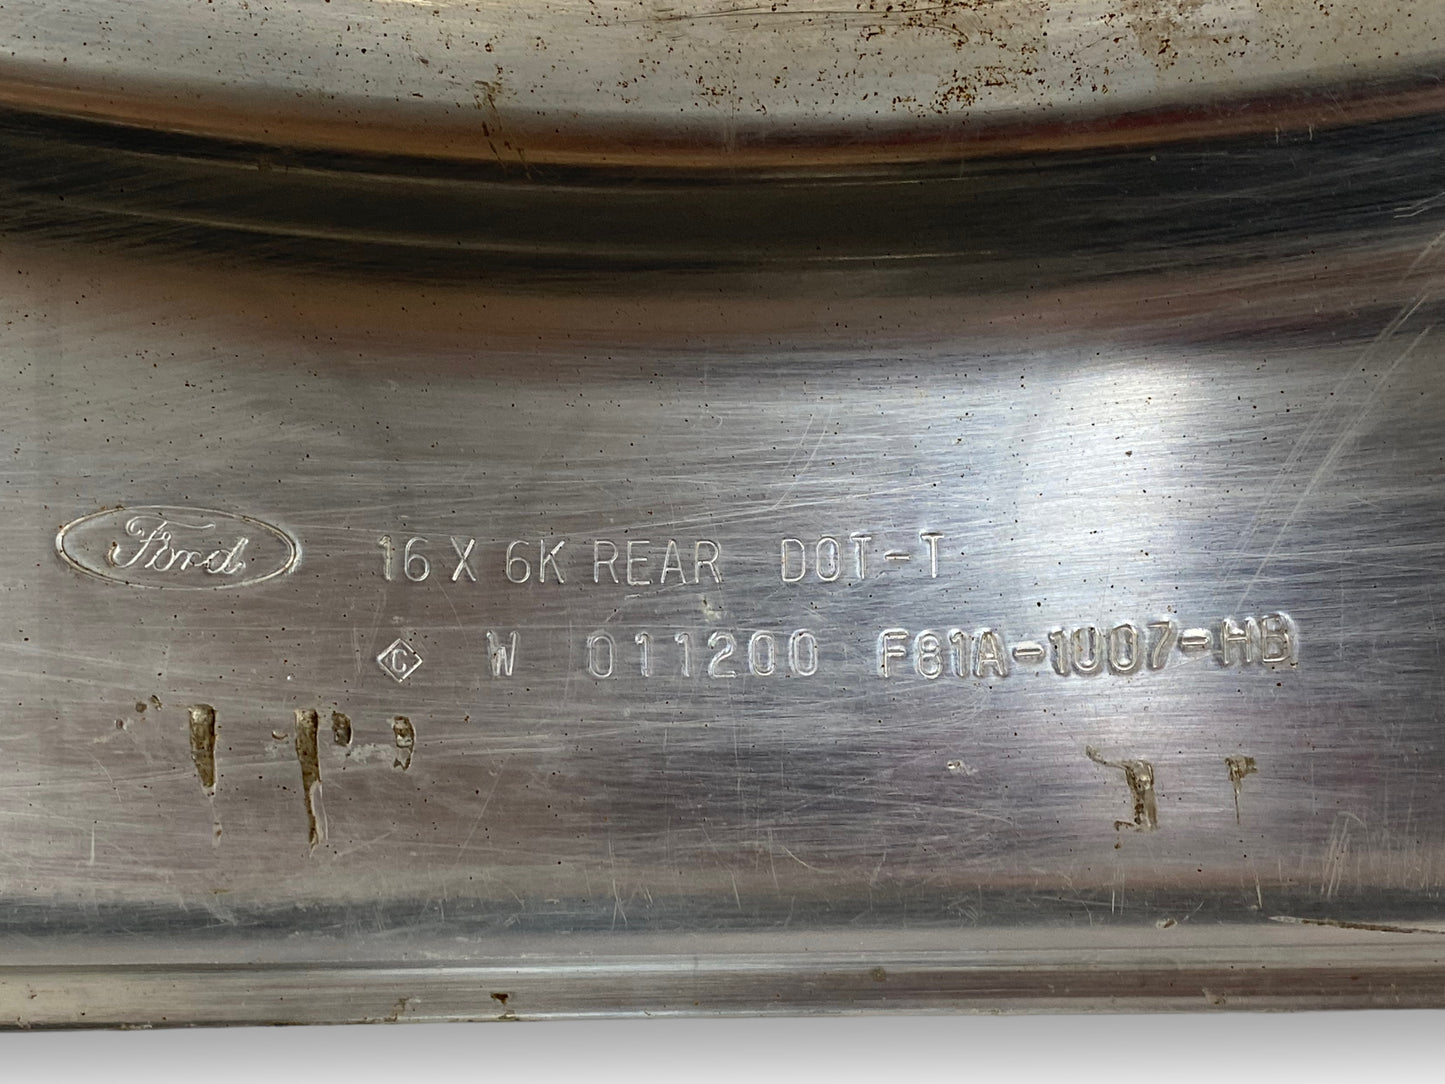 Ford 16 X 6K REAR DOT-T
C W 011200 F81A-1007-HB